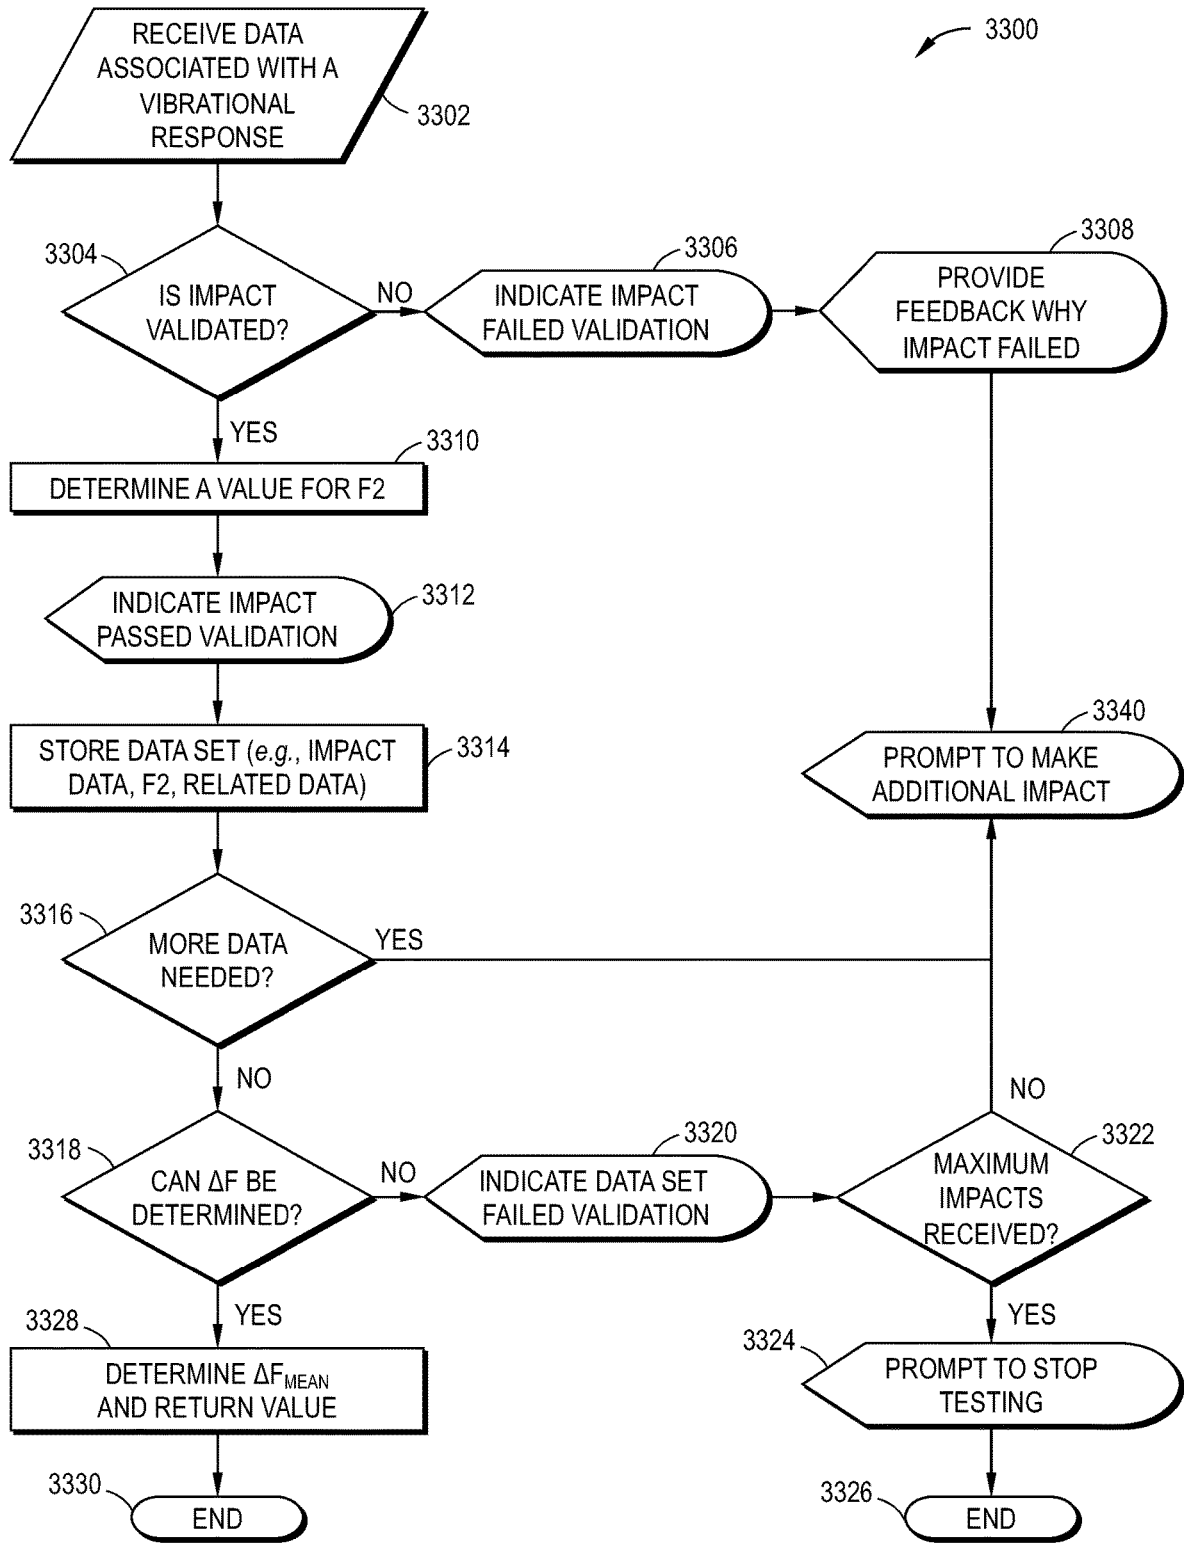 3300
RECEIVE DATA
ASSOCIATED WITH A
VIBRATIONAL
RESPONSE
3302
3304
IS IMPACT
VALIDATED?
NO
3306
INDICATE IMPACT
FAILED VALIDATION
3308
PROVIDE
FEEDBACK WHY
IMPACT FAILED
YES
3310
DETERMINE A VALUE FOR F2
INDICATE IMPACT
PASSED VALIDATION
3312
STORE DATA SET (e.g., IMPACT
DATA, F2, RELATED DATA)
3314
3340
PROMPT TO MAKE
ADDITIONAL IMPACT
3316
MORE DATA
NEEDED?
YES
NO
3318
CAN ΔF BE
DETERMINED?
NO
3320
INDICATE DATA SET
FAILED VALIDATION
NO
3322
MAXIMUM
IMPACTS
RECEIVED?
YES
3328
DETERMINE ΔFMEAN
AND RETURN VALUE
YES
3324
PROMPT TO STOP
TESTING
3330
END
3326
END